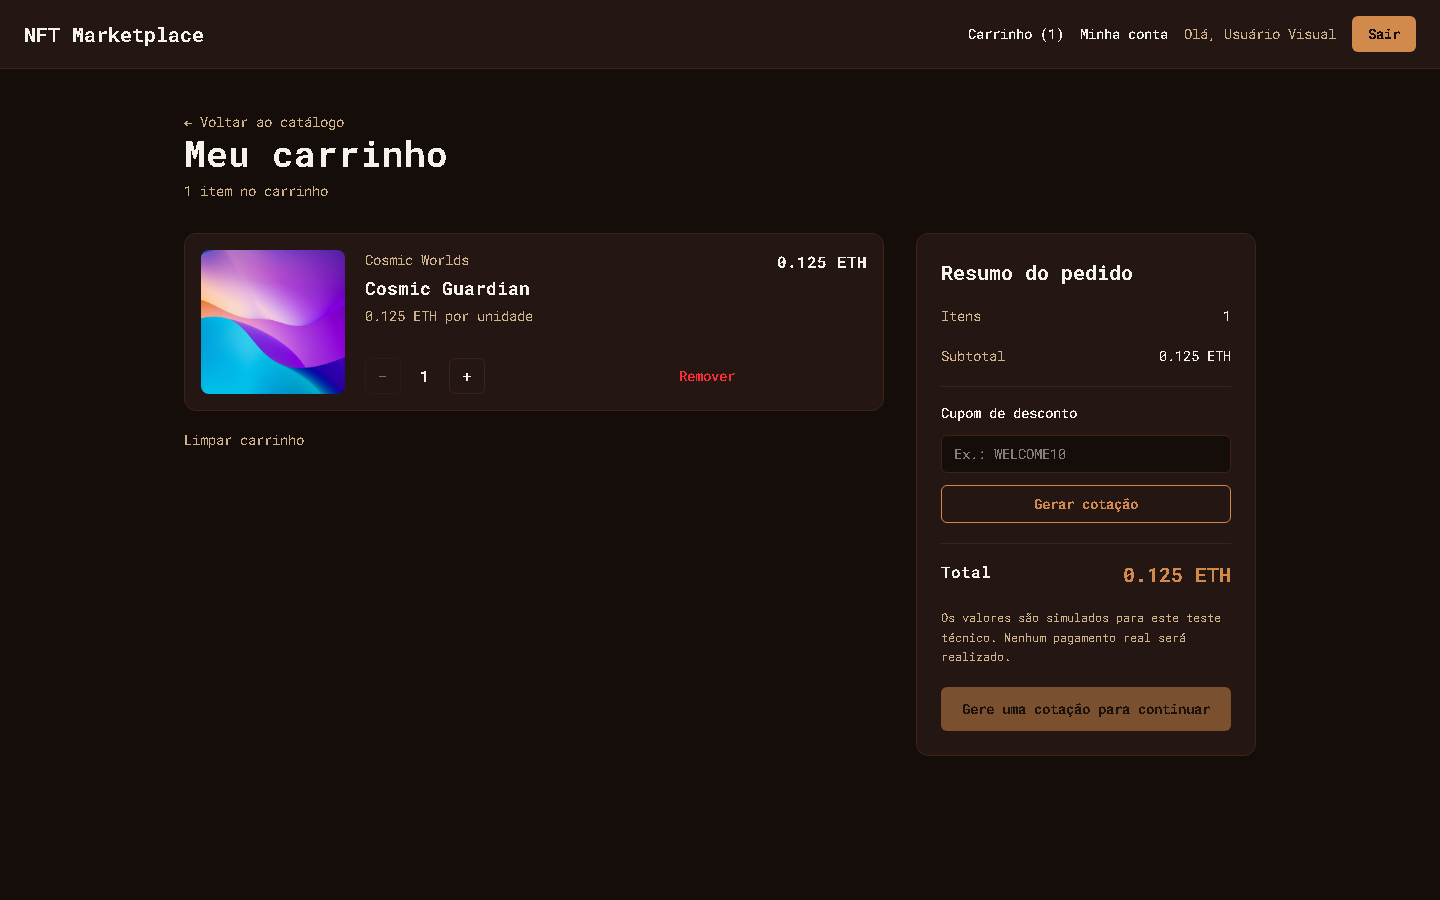 NFT Marketplace
Carrinho (1) Minha conta Olá, Usuário Visual Sair
← Voltar ao catálogo
Meu carrinho
1 item no carrinho
Cosmic Worlds
0.125 ETH
Cosmic Guardian
0.125 ETH por unidade
− 1 + Remover
Limpar carrinho
Resumo do pedido
Itens 1
Subtotal 0.125 ETH
Cupom de desconto
Ex.: WELCOME10
Gerar cotação
Total 0.125 ETH
Os valores são simulados para este teste
técnico. Nenhum pagamento real será
realizado.
Gere uma cotação para continuar